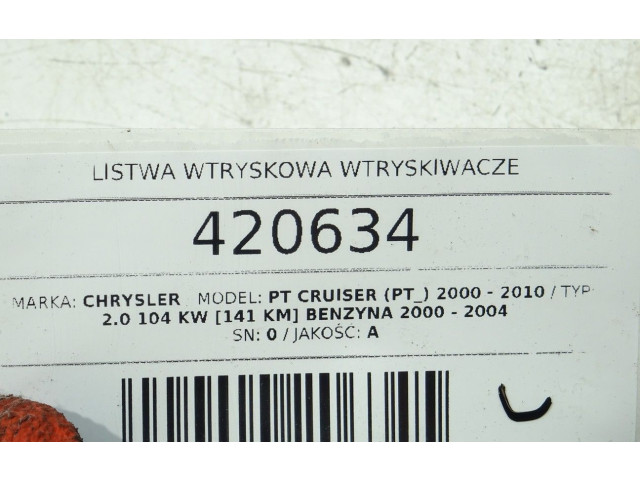 LISTWA WTRYSKOWA WTRYSKIWACZE
420634
MARKA: CHRYSLER MODEL: PT CRUISER (PT_) 2000 - 2010 / TYP:
2.0 104 KW [141 KM] BENZYNA 2000 - 2004
SN: 0 / JAKOŚĆ: A